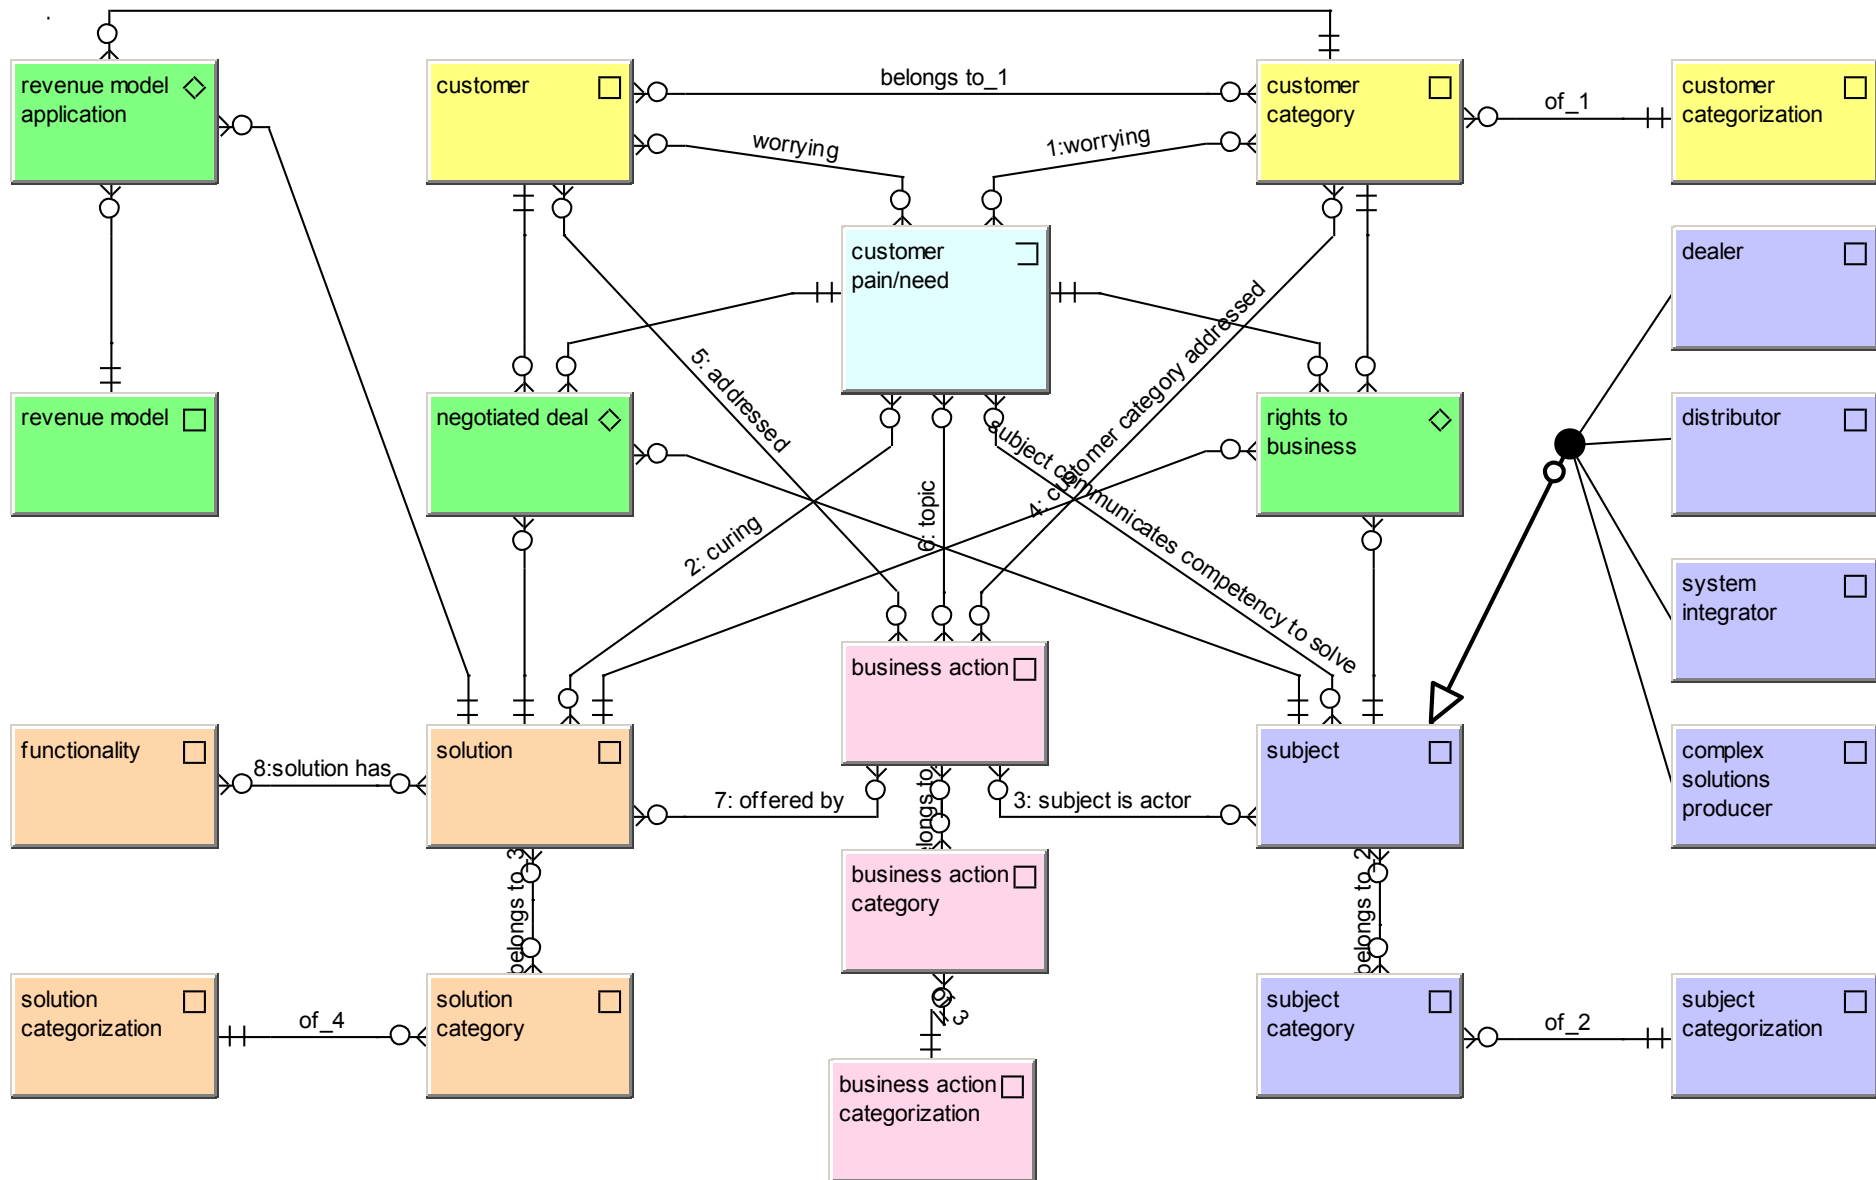 revenue model
application
customer
belongs to_1
customer
category
of_1
customer
categorization
worrying
1:worrying
customer
pain/need
dealer
5: addressed
4: customer category addressed
revenue model
negotiated deal
rights to
business
distributor
subject communicates competency to solve
6: topic
2: curing
system
integrator
business action
functionality
8:solution has
solution
7: offered by
3: subject is actor
subject
complex
solutions
producer
belongs to_3
business action
category
belongs to_2
solution
categorization
of_4
solution
category
subject
category
of_2
subject
categorization
business action
categorization